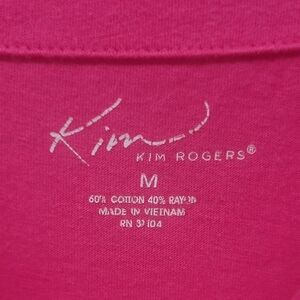 Kim
KIM ROGERS®
M
60% COTTON 40% RAYON
MADE IN VIETNAM
RN